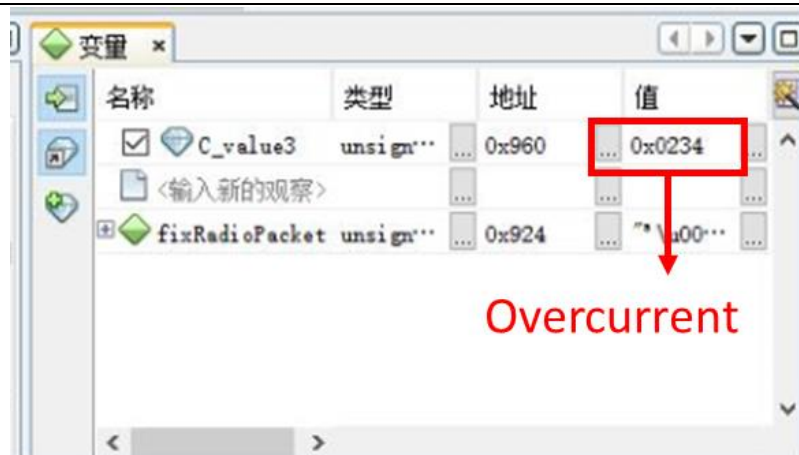 变量 ×
名称 类型 地址 值
C_value3 unsign··· ... 0x960 ... 0x0234 ...
<输入新的观察> ... ... ...
fixRadioPacket unsign··· ... 0x924 ... "* \u00··· ...
Overcurrent